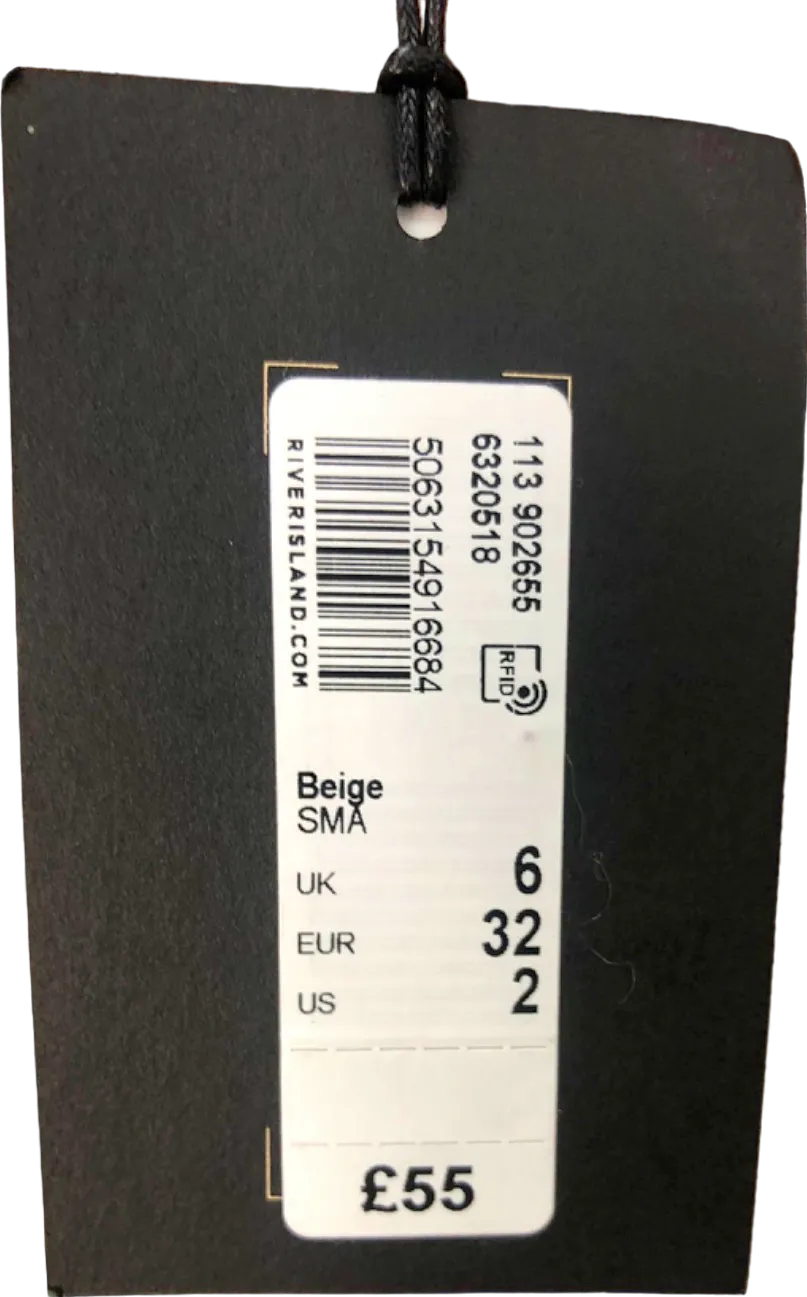 113 902655
6320518
RFID
5063154916684
RIVERISLAND.COM
Beige
SMA
UK 6
EUR 32
US 2
£55